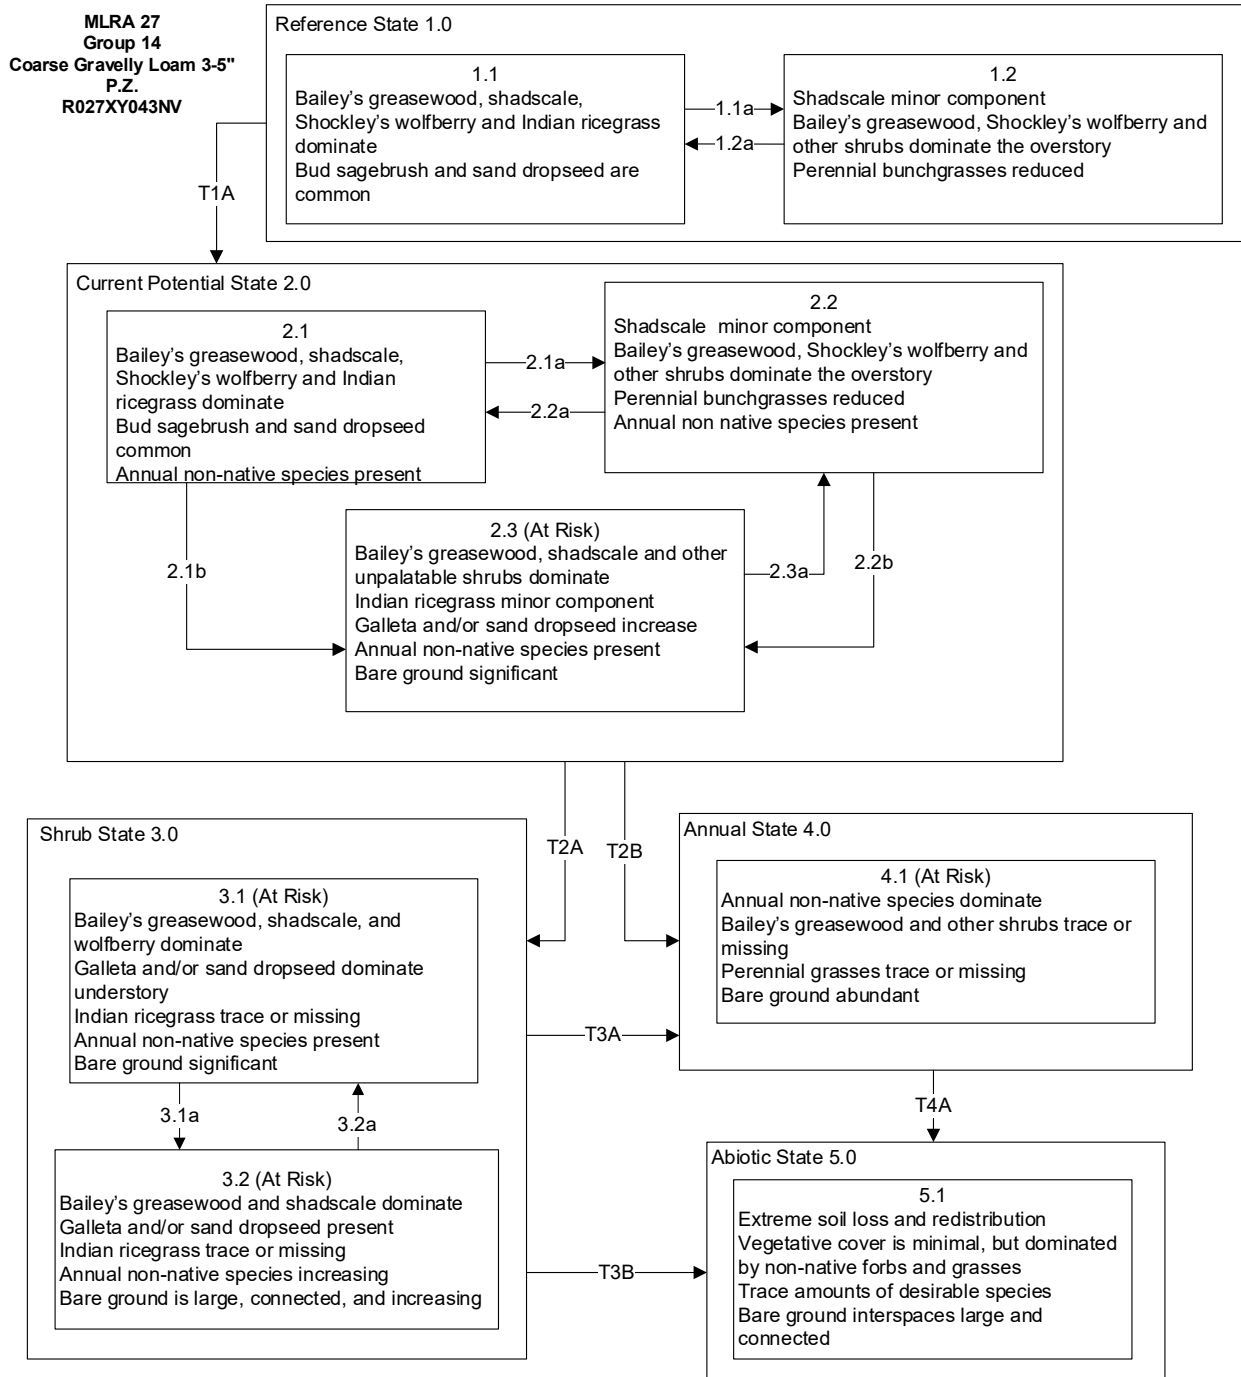 MLRA 27
Group 14
Coarse Gravelly Loam 3-5"
P.Z.
R027XY043NV
Reference State 1.0
1.1
Bailey’s greasewood, shadscale,
Shockley’s wolfberry and Indian ricegrass
dominate
Bud sagebrush and sand dropseed are
common
1.1a
1.2a
1.2
Shadscale minor component
Bailey’s greasewood, Shockley’s wolfberry and
other shrubs dominate the overstory
Perennial bunchgrasses reduced
T1A
Current Potential State 2.0
2.1
Bailey’s greasewood, shadscale,
Shockley’s wolfberry and Indian
ricegrass dominate
Bud sagebrush and sand dropseed
common
Annual non-native species present
2.1a
2.2a
2.2
Shadscale  minor component
Bailey’s greasewood, Shockley’s wolfberry and
other shrubs dominate the overstory
Perennial bunchgrasses reduced
Annual non native species present
2.1b
2.3 (At Risk)
Bailey’s greasewood, shadscale and other
unpalatable shrubs dominate
Indian ricegrass minor component
Galleta and/or sand dropseed increase
Annual non-native species present
Bare ground significant
2.3a
2.2b
T2A
T2B
Shrub State 3.0
3.1 (At Risk)
Bailey’s greasewood, shadscale, and
wolfberry dominate
Galleta and/or sand dropseed dominate
understory
Indian ricegrass trace or missing
Annual non-native species present
Bare ground significant
3.1a
3.2a
3.2 (At Risk)
Bailey’s greasewood and shadscale dominate
Galleta and/or sand dropseed present
Indian ricegrass trace or missing
Annual non-native species increasing
Bare ground is large, connected, and increasing
T3A
T3B
Annual State 4.0
4.1 (At Risk)
Annual non-native species dominate
Bailey’s greasewood and other shrubs trace or
missing
Perennial grasses trace or missing
Bare ground abundant
T4A
Abiotic State 5.0
5.1
Extreme soil loss and redistribution
Vegetative cover is minimal, but dominated
by non-native forbs and grasses
Trace amounts of desirable species
Bare ground interspaces large and
connected